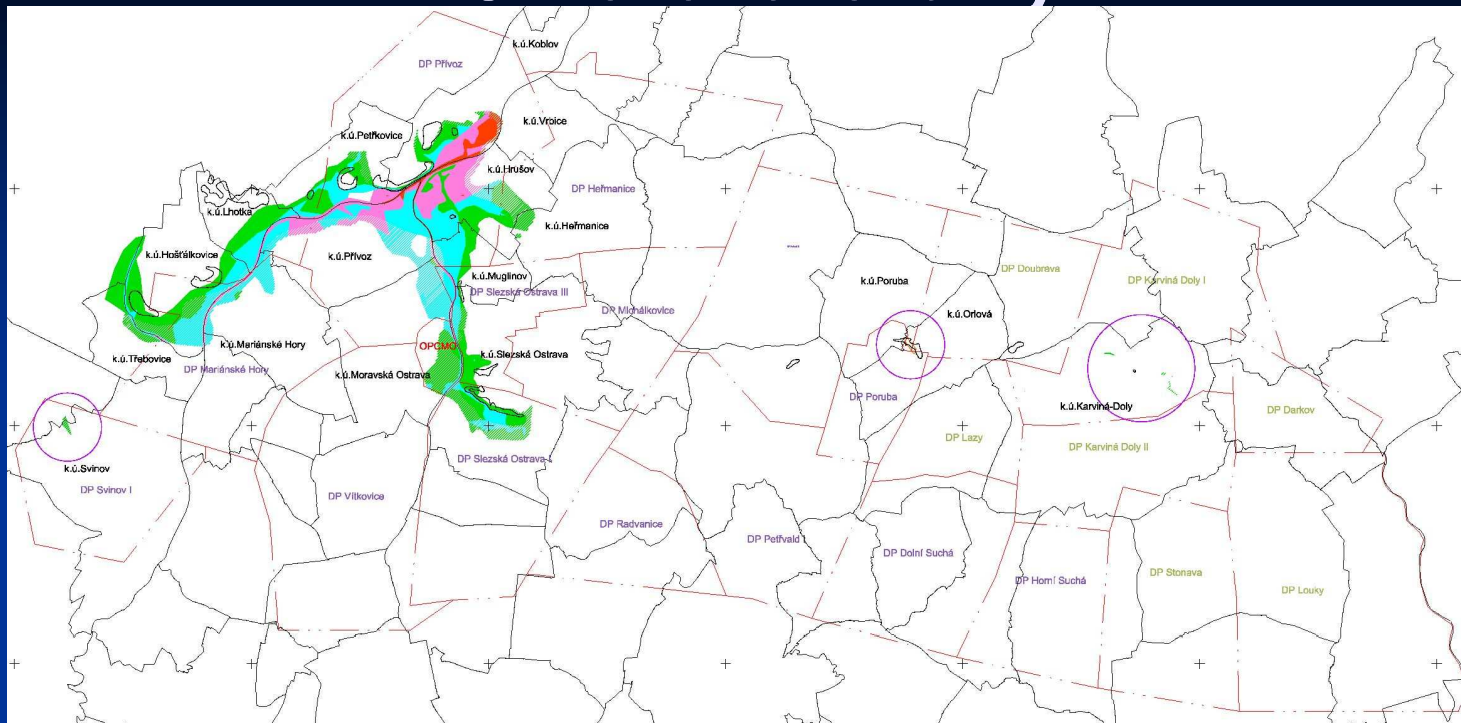 k.ú.Koblov
DP Přívoz
k.ú.Vrbice
k.ú.Petřkovice
k.ú.Hrušov
DP Heřmanice
k.ú.Lhotka
k.ú.Heřmanice
k.ú.Hošťálkovice
k.ú.Přívoz
k.ú.Muglinov
DP Slezská Ostrava III
DP Michálkovice
k.ú.Poruba
DP Doubrava
DP Karviná Doly I
k.ú.Orlová
OPCMO
k.ú.Mariánské Hory
k.ú.Slezská Ostrava
k.ú.Třebovice
DP Mariánské Hory
k.ú.Moravská Ostrava
DP Poruba
k.ú.Karviná-Doly
DP Darkov
DP Lazy
DP Karviná Doly II
DP Slezská Ostrava I
k.ú.Svinov
DP Svinov I
DP Vítkovice
DP Radvanice
DP Petřvald I
DP Dolní Suchá
DP Horní Suchá
DP Stonava
DP Louky